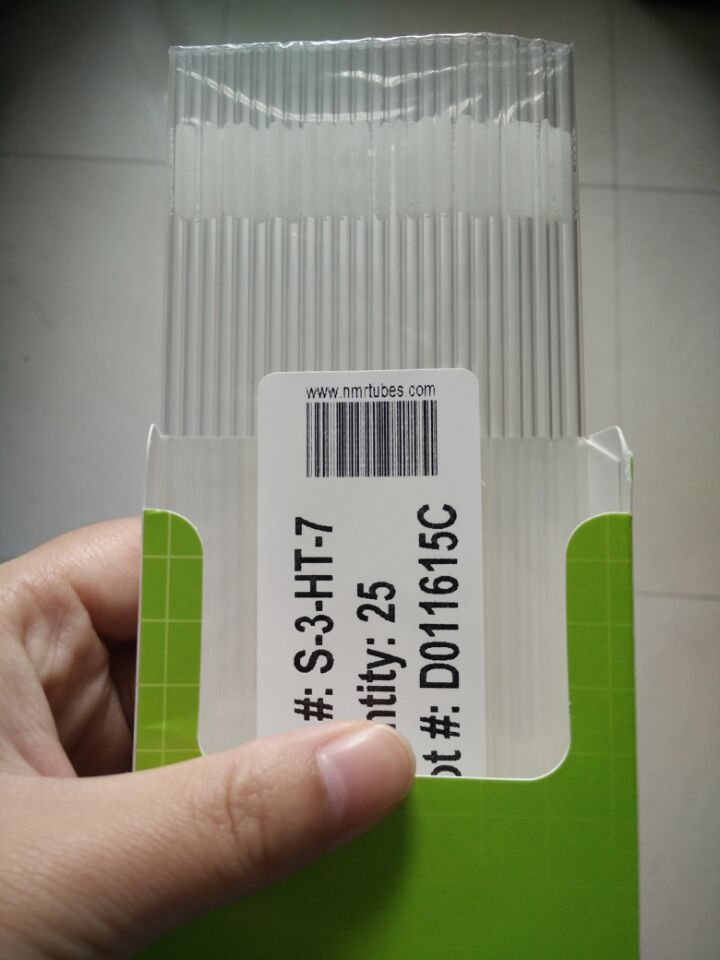 www.nmrtubes.com
#: S-3-HT-7
ntity: 25
ot #: D011615C